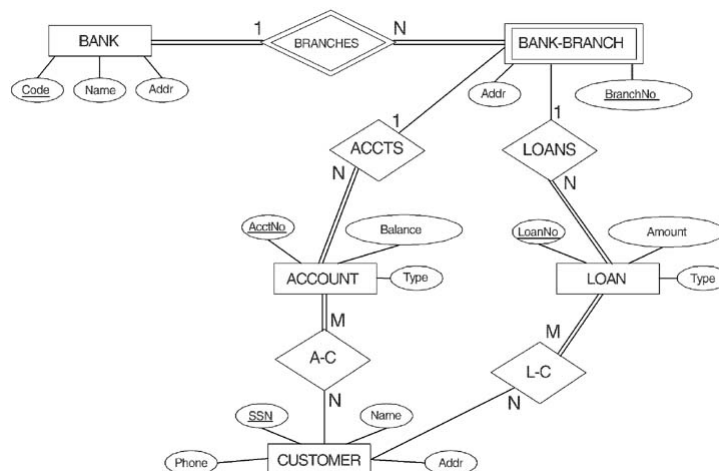 BANK
1
BRANCHES
N
BANK-BRANCH
Code
Name
Addr
Addr
BranchNo
1
ACCTS
N
1
LOANS
N
AcctNo
Balance
ACCOUNT
Type
LoanNo
Amount
LOAN
Type
M
A-C
N
M
L-C
N
SSN
Name
Phone
CUSTOMER
Addr